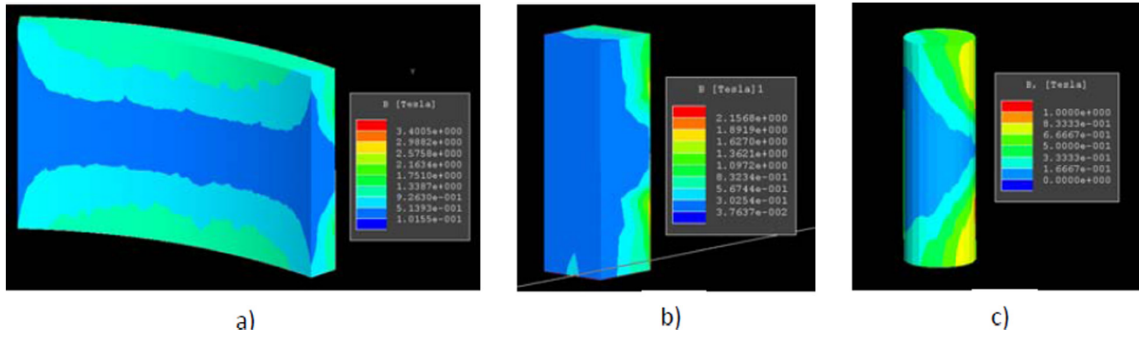 B [Tesla]
3.4005e+000
2.9882e+000
2.5758e+000
2.1634e+000
1.7510e+000
1.3387e+000
9.2630e-001
5.1393e-001
1.0155e-001
a)
B [Tesla]1
2.1568e+000
1.8919e+000
1.6270e+000
1.3621e+000
1.0972e+000
8.3234e-001
5.6744e-001
3.0254e-001
3.7637e-002
b)
B, [Tesla]
1.0000e+000
8.3333e-001
6.6667e-001
5.0000e-001
3.3333e-001
1.6667e-001
0.0000e+000
c)